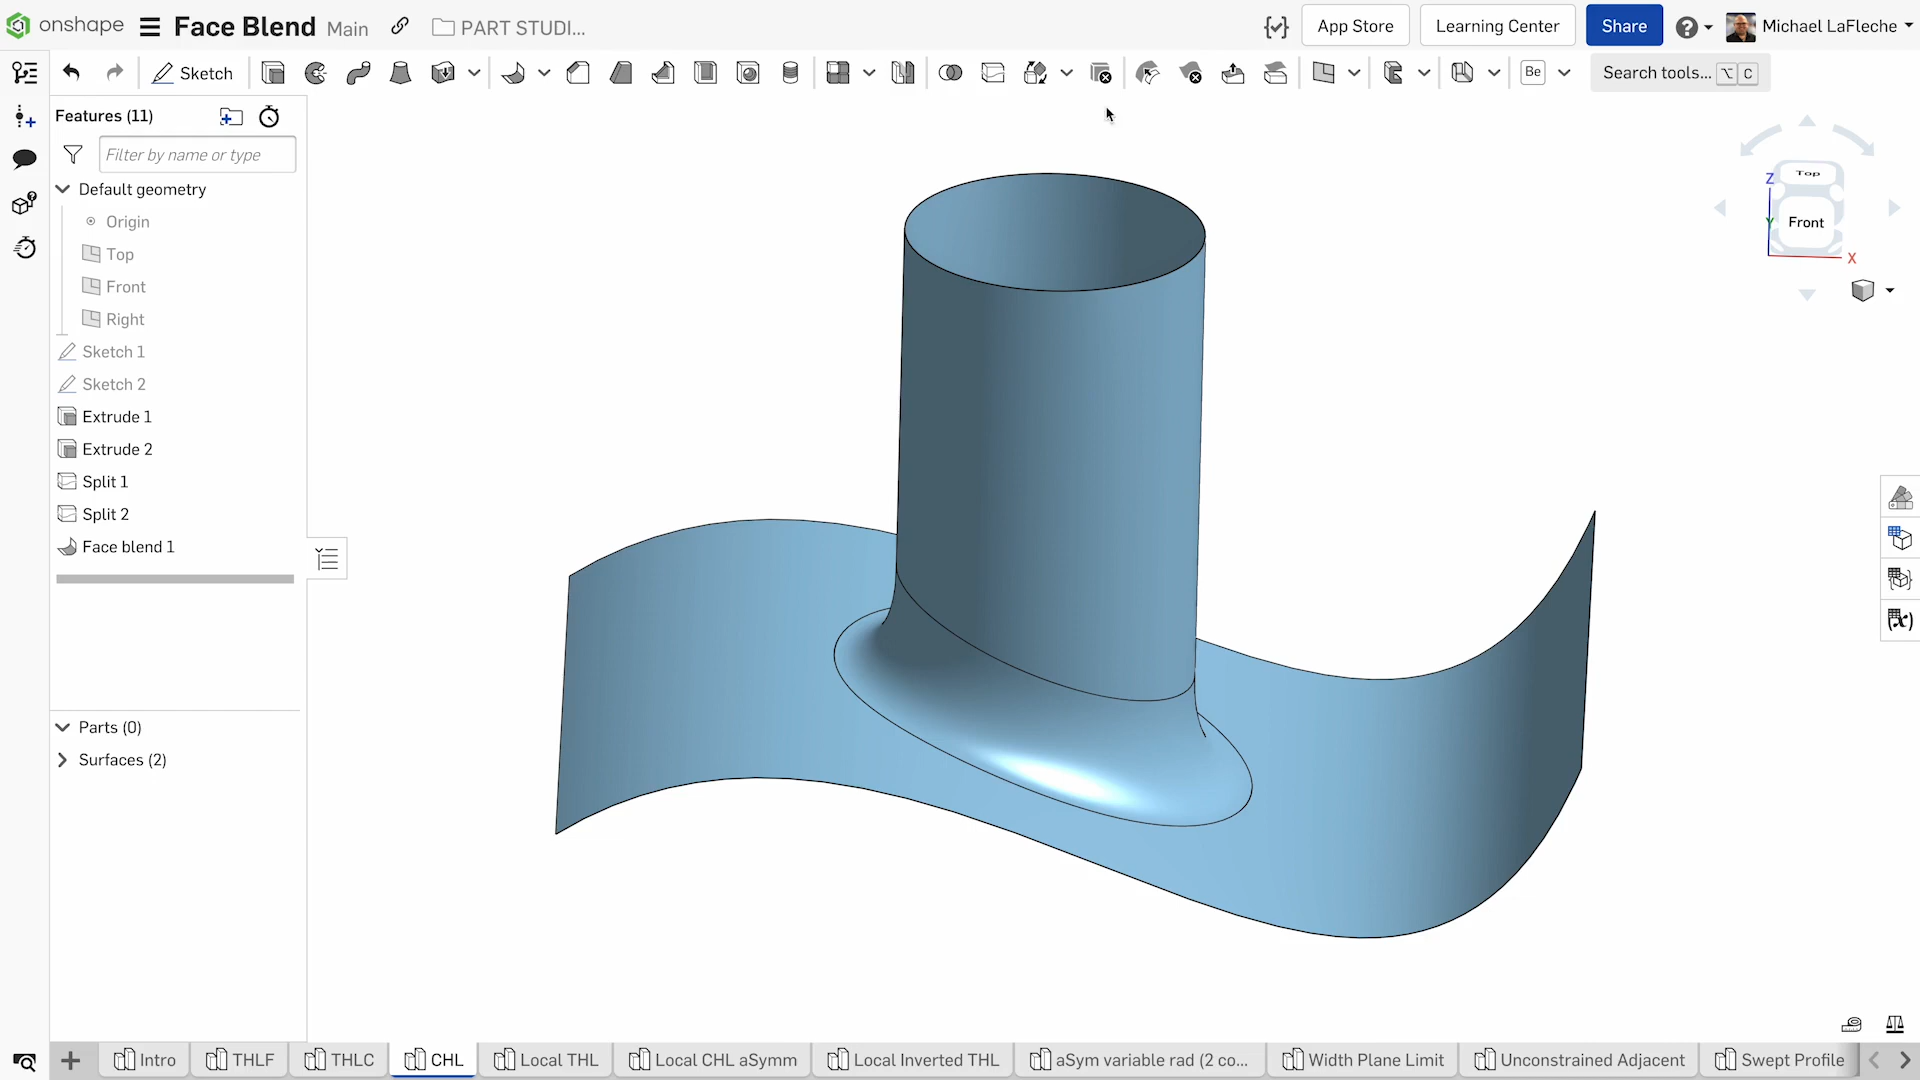 onshape Face Blend Main PART STUDI... App Store Learning Center Share Michael LaFleche
Sketch Be Search tools... ⌥ C
Features (11)
Filter by name or type
Default geometry
Origin
Top
Front
Right
Sketch 1
Sketch 2
Extrude 1
Extrude 2
Split 1
Split 2
Face blend 1
Parts (0)
Surfaces (2)
Top
Z
Front
Y
X
(x)
Intro THLF THLC CHL Local THL Local CHL aSymm Local Inverted THL aSym variable rad (2 co... Width Plane Limit Unconstrained Adjacent Swept Profile